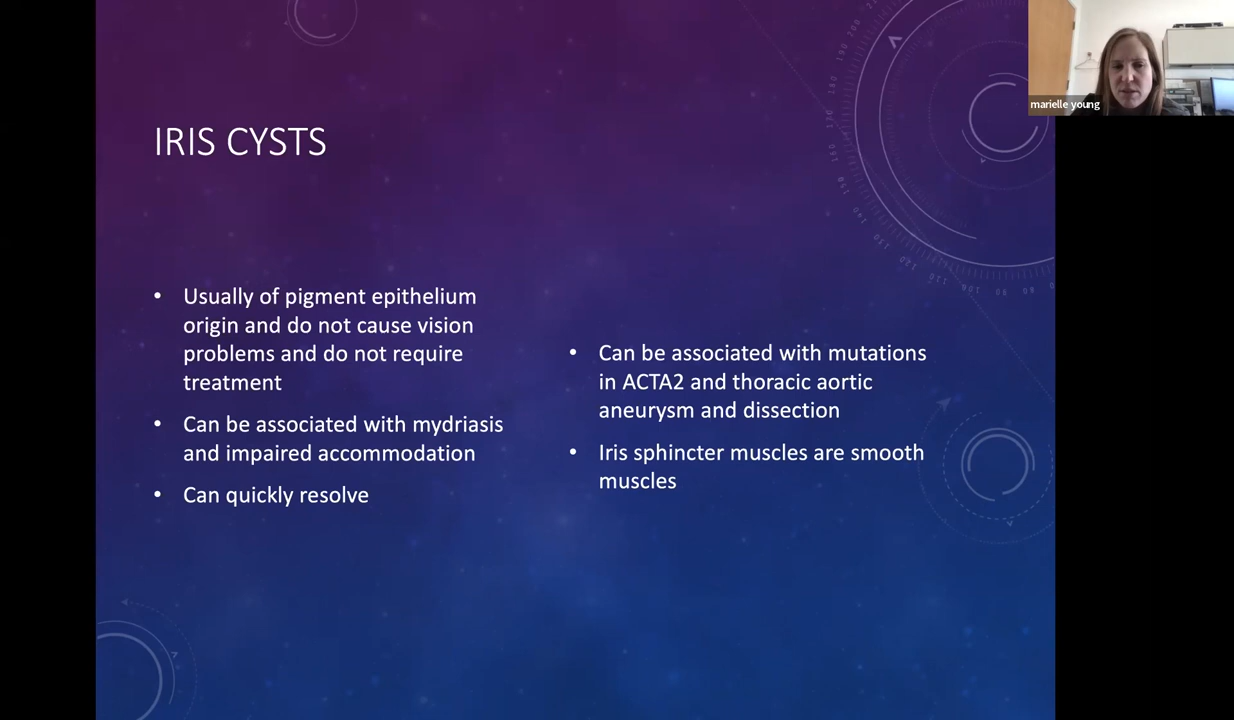 marielle young
IRIS CYSTS
• Usually of pigment epithelium
origin and do not cause vision
problems and do not require
treatment
• Can be associated with mydriasis
and impaired accommodation
• Can quickly resolve
• Can be associated with mutations
in ACTA2 and thoracic aortic
aneurysm and dissection
• Iris sphincter muscles are smooth
muscles